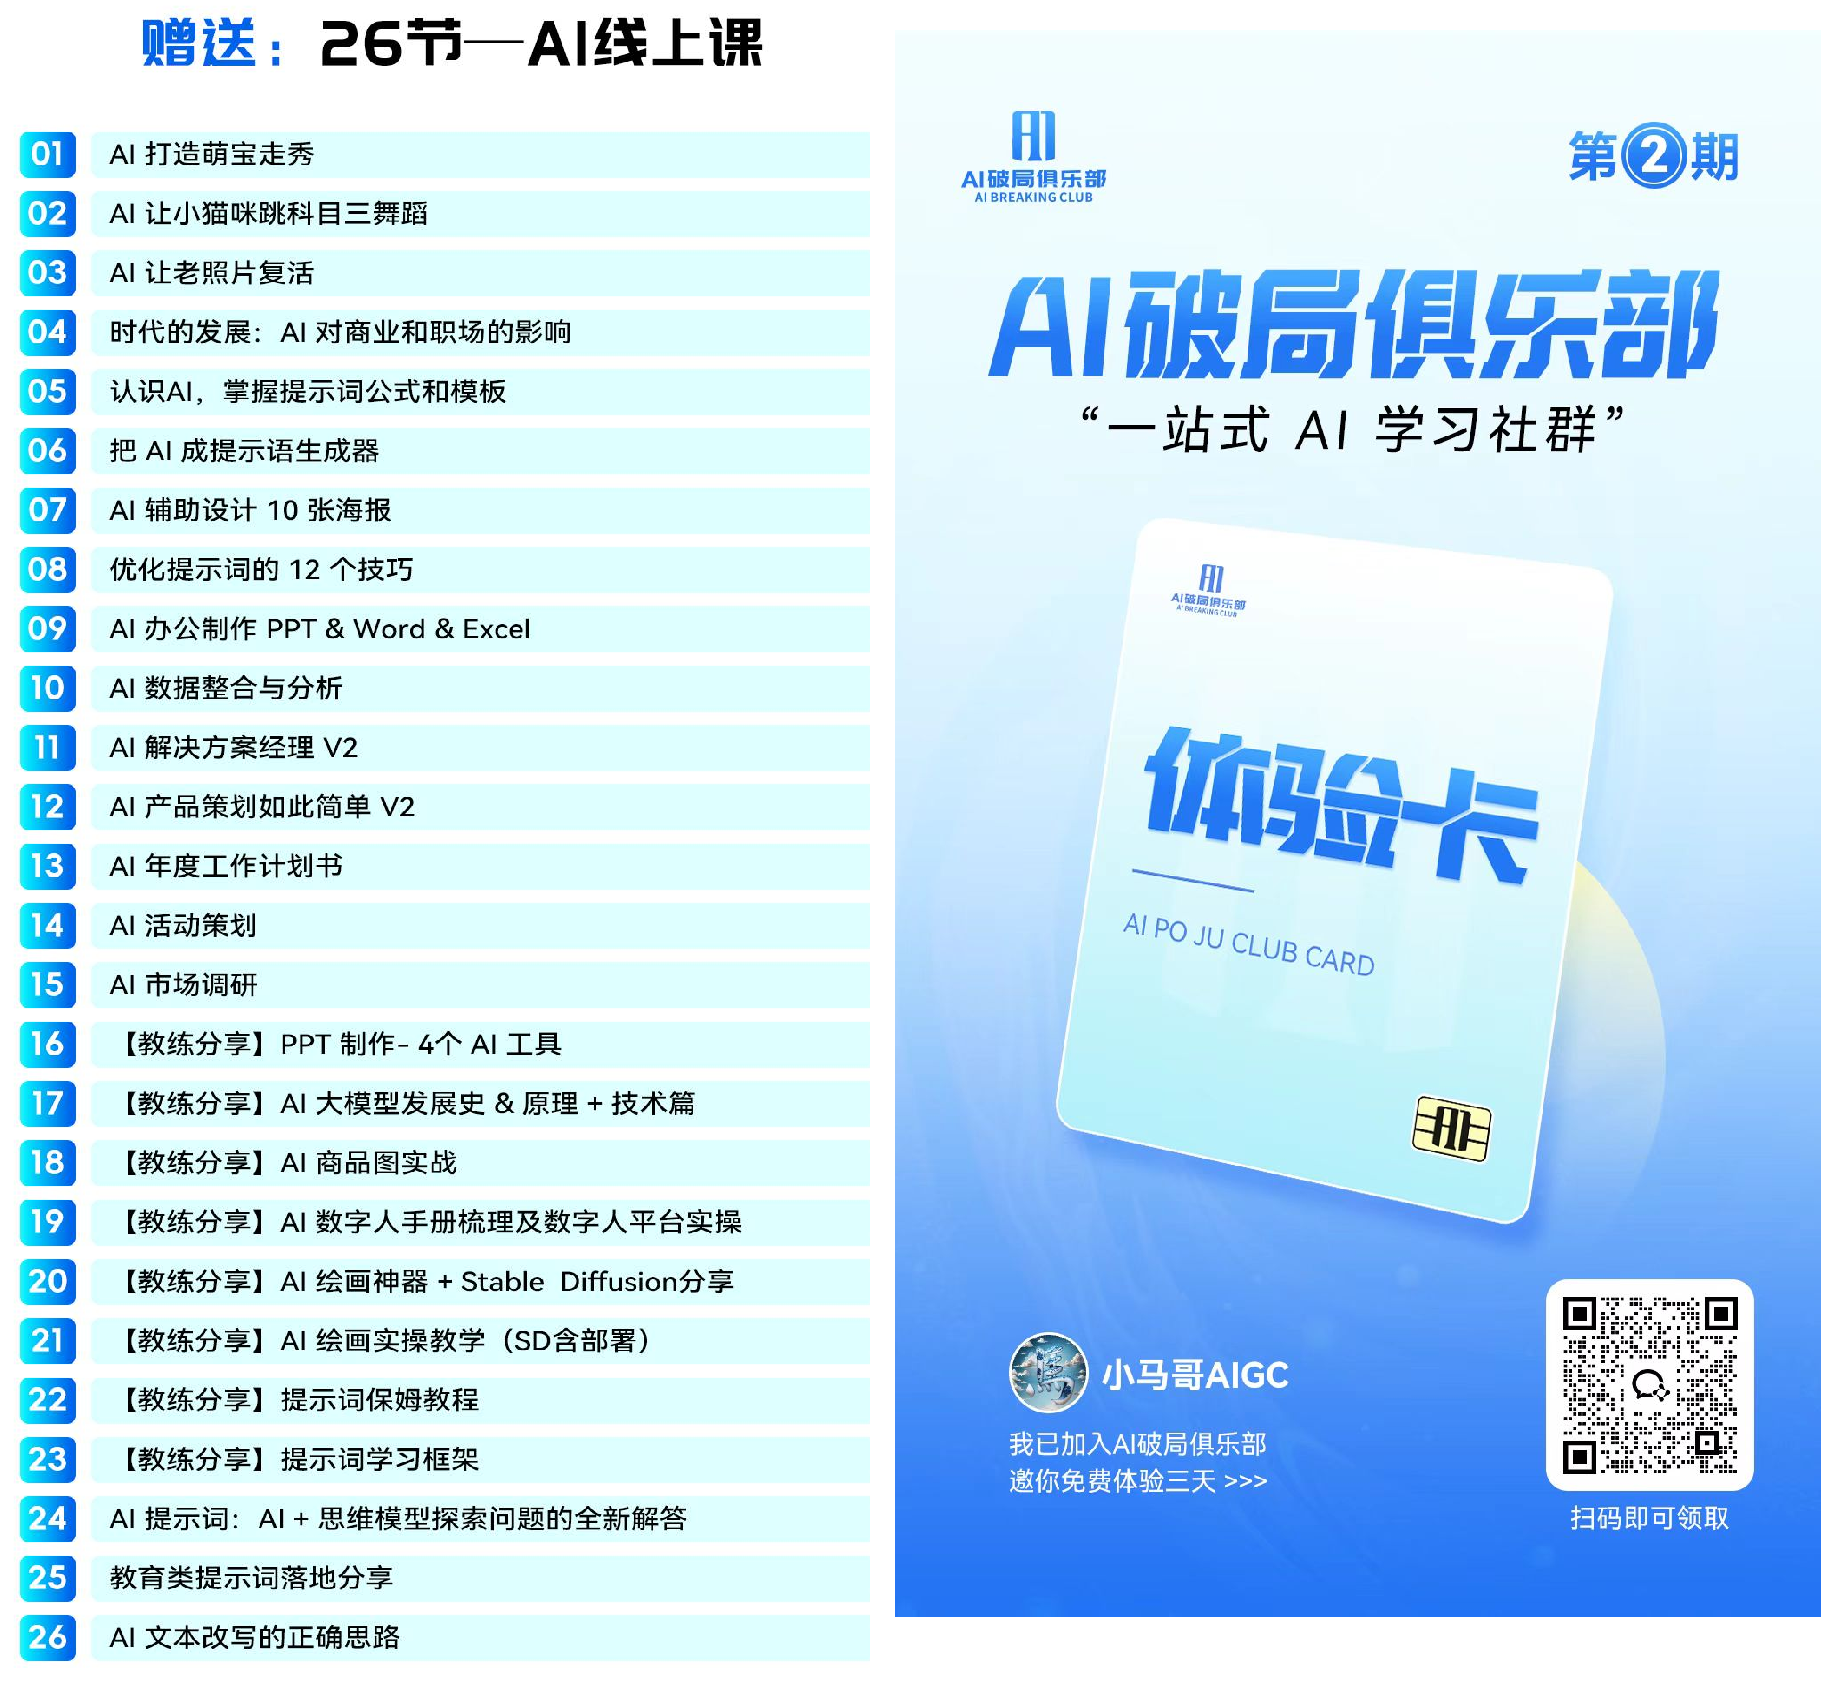 赠送：26节—AI线上课
01 AI 打造萌宝走秀
02 AI 让小猫咪跳科目三舞蹈
03 AI 让老照片复活
04 时代的发展：AI 对商业和职场的影响
05 认识AI，掌握提示词公式和模板
06 把 AI 成提示语生成器
07 AI 辅助设计 10 张海报
08 优化提示词的 12 个技巧
09 AI 办公制作 PPT & Word & Excel
10 AI 数据整合与分析
11 AI 解决方案经理 V2
12 AI 产品策划如此简单 V2
13 AI 年度工作计划书
14 AI 活动策划
15 AI 市场调研
16 【教练分享】PPT 制作- 4个 AI 工具
17 【教练分享】AI 大模型发展史 & 原理 + 技术篇
18 【教练分享】AI 商品图实战
19 【教练分享】AI 数字人手册梳理及数字人平台实操
20 【教练分享】AI 绘画神器 + Stable Diffusion分享
21 【教练分享】AI 绘画实操教学（SD含部署）
22 【教练分享】提示词保姆教程
23 【教练分享】提示词学习框架
24 AI 提示词：AI + 思维模型探索问题的全新解答
25 教育类提示词落地分享
26 AI 文本改写的正确思路
AI
AI破局俱乐部
AI BREAKING CLUB
第2期
AI破局俱乐部
“一站式 AI 学习社群”
AI
AI破局俱乐部
AI BREAKING CLUB
体验卡
AI PO JU CLUB CARD
AI
小马哥AIGC
我已加入AI破局俱乐部
邀你免费体验三天 >>>
扫码即可领取